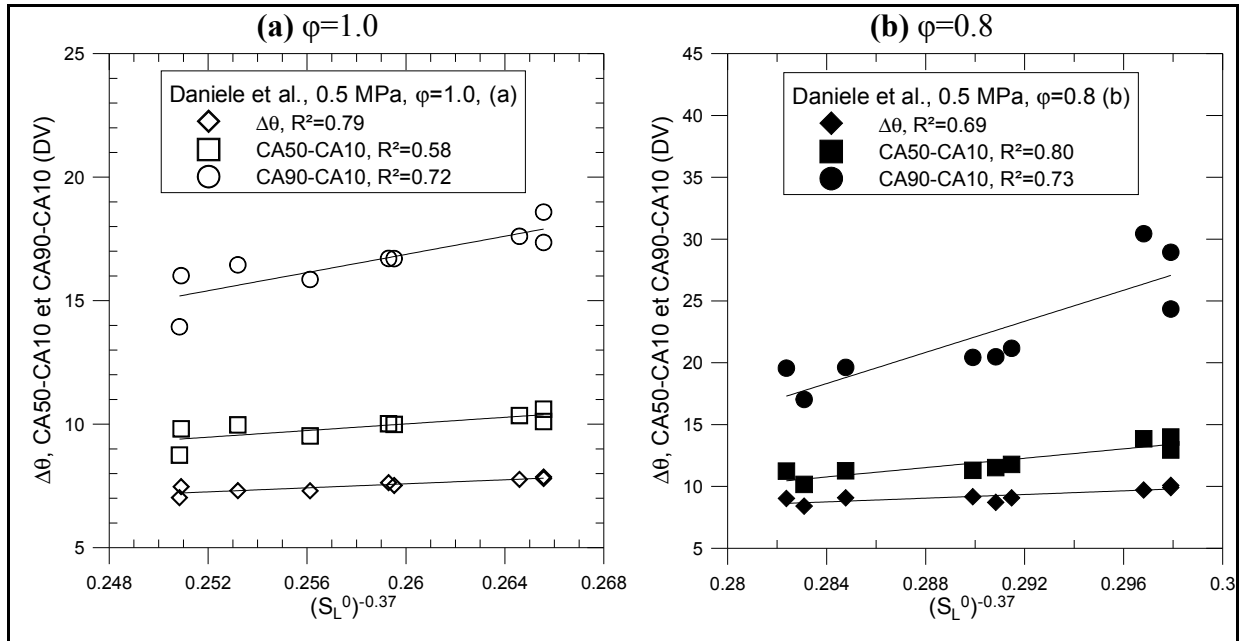 (a) φ=1.0
25
20
15
10
5
Δθ, CA50-CA10 et CA90-CA10 (DV)
Daniele et al., 0.5 MPa, φ=1.0, (a)
Δθ, R²=0.79
CA50-CA10, R²=0.58
CA90-CA10, R²=0.72
0.248 0.252 0.256 0.26 0.264 0.268
(S_L^0)^-0.37
(b) φ=0.8
45
40
35
30
25
20
15
10
5
Δθ, CA50-CA10 et CA90-CA10 (DV)
Daniele et al., 0.5 MPa, φ=0.8 (b)
Δθ, R²=0.69
CA50-CA10, R²=0.80
CA90-CA10, R²=0.73
0.28 0.284 0.288 0.292 0.296 0.3
(S_L^0)^-0.37